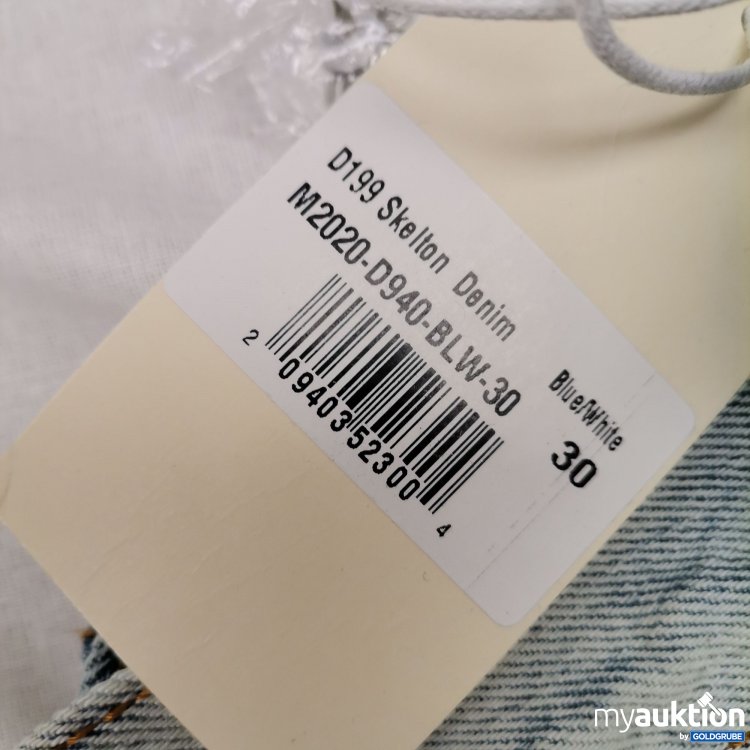 D199 Skelton Denim
M2020-D940-BLW-30
2 09403 52300 4
Blue/White
30
myauktion
by GOLDGRUBE